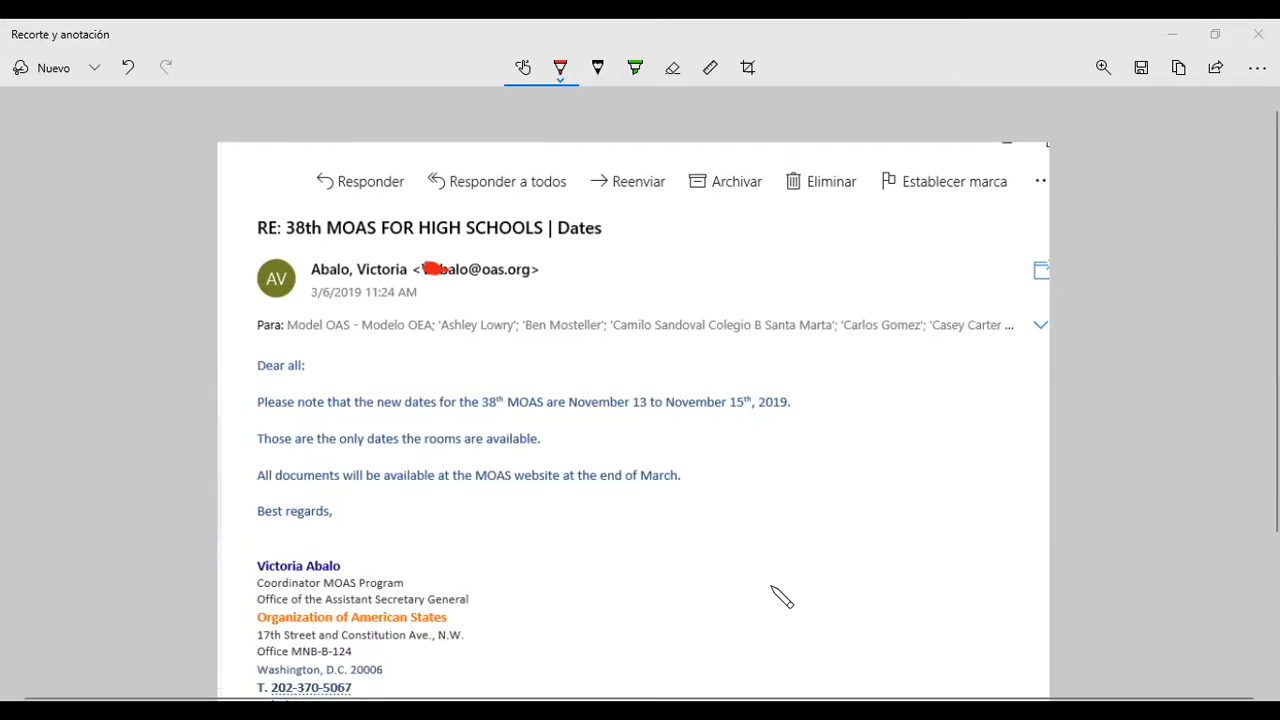 Recorte y anotación
Nuevo
Responder Responder a todos Reenviar Archivar Eliminar Establecer marca ..
RE: 38th MOAS FOR HIGH SCHOOLS | Dates
AV
Abalo, Victoria < balo@oas.org>
3/6/2019 11:24 AM
Para: Model OAS - Modelo OEA; 'Ashley Lowry'; 'Ben Mosteller'; 'Camilo Sandoval Colegio B Santa Marta'; 'Carlos Gomez'; 'Casey Carter ...
Dear all:
Please note that the new dates for the 38th MOAS are November 13 to November 15th, 2019.
Those are the only dates the rooms are available.
All documents will be available at the MOAS website at the end of March.
Best regards,
Victoria Abalo
Coordinator MOAS Program
Office of the Assistant Secretary General
Organization of American States
17th Street and Constitution Ave., N.W.
Office MNB-B-124
Washington, D.C. 20006
T. 202-370-5067